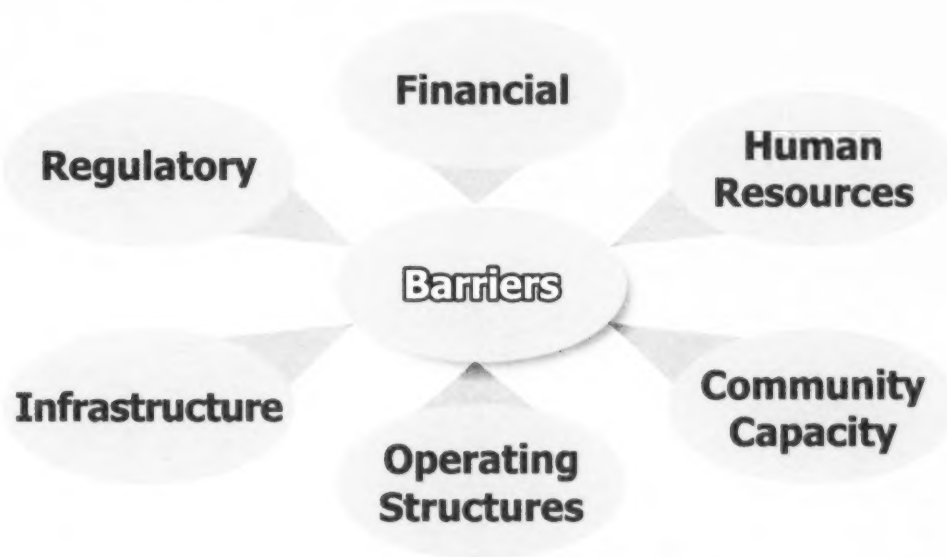 Financial
Regulatory
Human
Resources
Barriers
Infrastructure
Community
Capacity
Operating
Structures